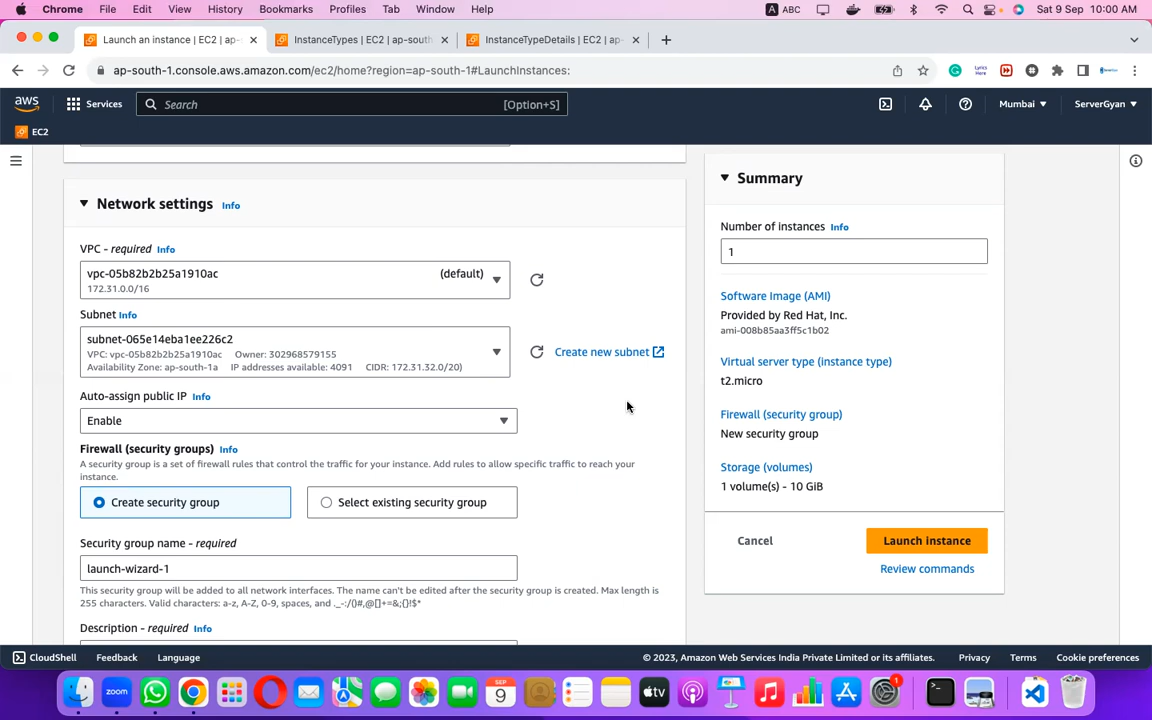 Chrome File Edit View History Bookmarks Profiles Tab Window Help A ABC Sat 9 Sep 10:00 AM
Launch an instance | EC2 | ap- InstanceTypes | EC2 | ap-south- InstanceTypeDetails | EC2 | ap-
ap-south-1.console.aws.amazon.com/ec2/home?region=ap-south-1#LaunchInstances:
aws Services Search [Option+S] Mumbai ServerGyan
EC2
Network settings Info
VPC - required Info
vpc-05b82b2b25a1910ac (default)
172.31.0.0/16
Subnet Info
subnet-065e14eba1ee226c2
VPC: vpc-05b82b2b25a1910ac Owner: 302968579155
Availability Zone: ap-south-1a IP addresses available: 4091 CIDR: 172.31.32.0/20)
Create new subnet
Auto-assign public IP Info
Enable
Firewall (security groups) Info
A security group is a set of firewall rules that control the traffic for your instance. Add rules to allow specific traffic to reach your
instance.
Create security group Select existing security group
Security group name - required
launch-wizard-1
This security group will be added to all network interfaces. The name can't be edited after the security group is created. Max length is
255 characters. Valid characters: a-z, A-Z, 0-9, spaces, and ._-:/()#,@[]+=&;{}!$*
Description - required Info
Summary
Number of instances Info
1
Software Image (AMI)
Provided by Red Hat, Inc.
ami-008b85aa3ff5c1b02
Virtual server type (instance type)
t2.micro
Firewall (security group)
New security group
Storage (volumes)
1 volume(s) - 10 GiB
Cancel Launch instance
Review commands
CloudShell Feedback Language © 2023, Amazon Web Services India Private Limited or its affiliates. Privacy Terms Cookie preferences
zoom SEP 9 tv 1